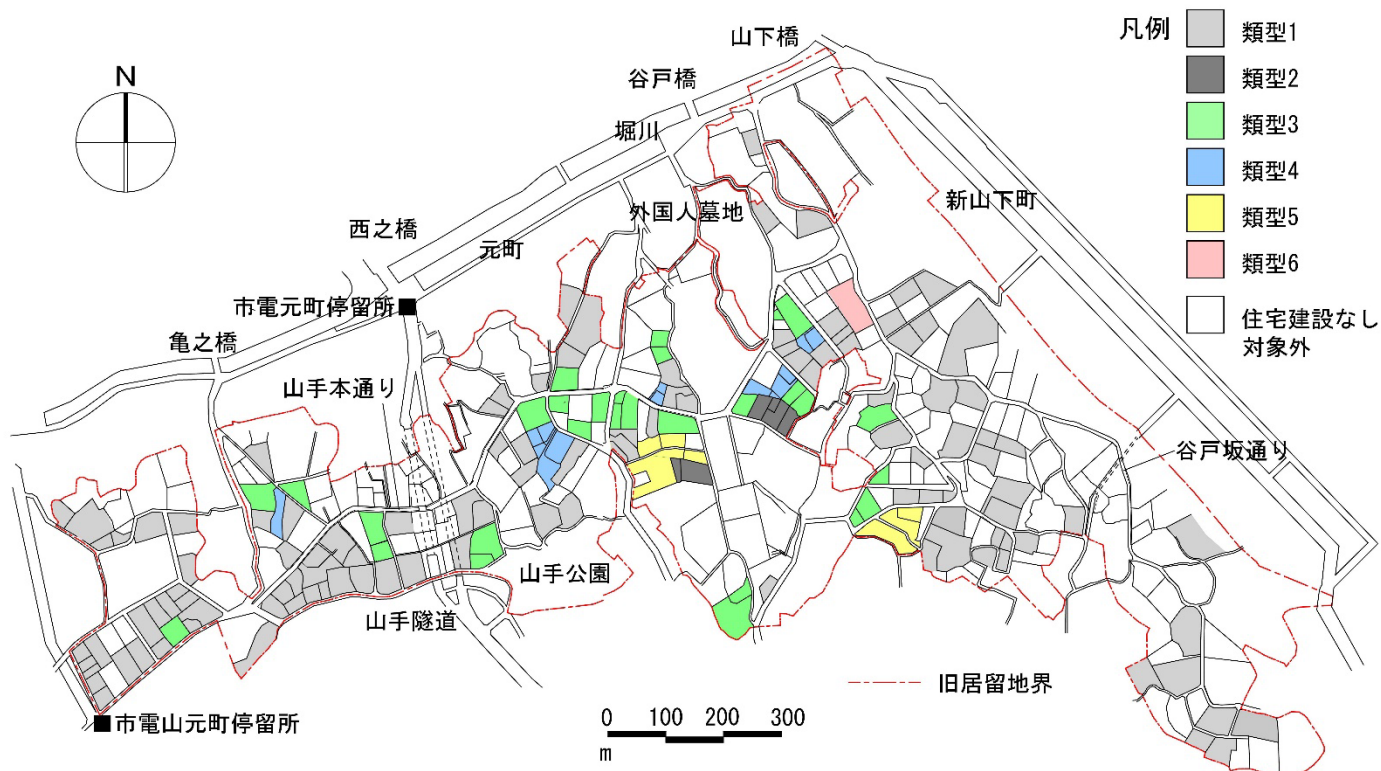 凡例
類型1
類型2
類型3
類型4
類型5
類型6
住宅建設なし
対象外
N
山下橋
谷戸橋
堀川
新山下町
外国人墓地
西之橋
元町
市電元町停留所
亀之橋
山手本通り
谷戸坂通り
山手公園
山手隧道
旧居留地界
市電山元町停留所
0 100 200 300
m